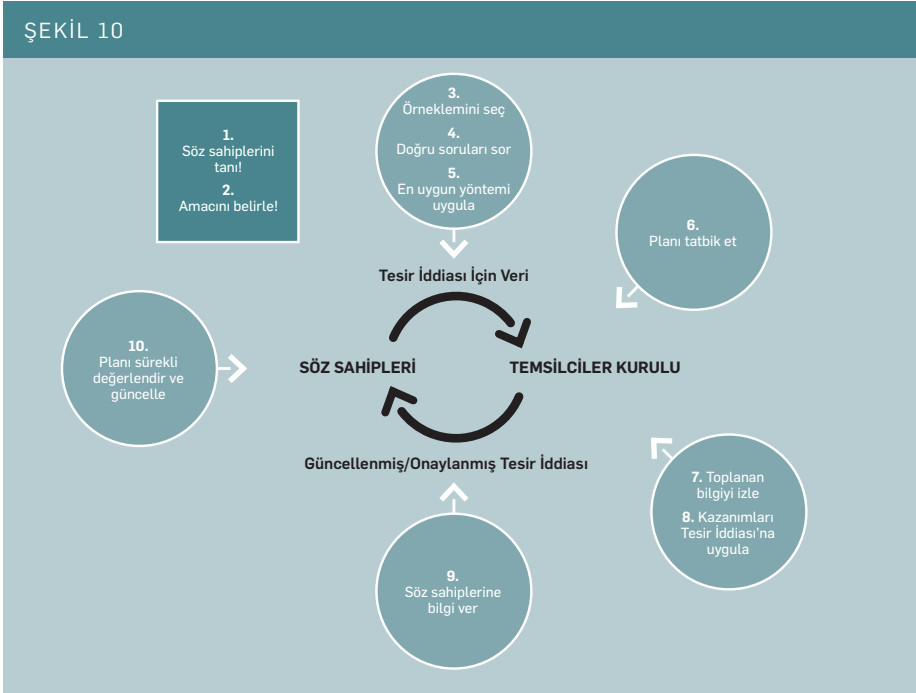 ŞEKİL 10
1.
Söz sahiplerini
tanı!
2.
Amacını belirle!
3.
Örneklemini seç
4.
Doğru soruları sor
5.
En uygun yöntemi
uygula
6.
Planı tatbik et
Tesir İddiası İçin Veri
10.
Planı sürekli
değerlendir ve
güncelle
SÖZ SAHİPLERİ
TEMSİLCİLER KURULU
Güncellenmiş/Onaylanmış Tesir İddiası
7. Toplanan
bilgiyi izle
8. Kazanımları
Tesir İddiası'na
uygula
9.
Söz sahiplerine
bilgi ver